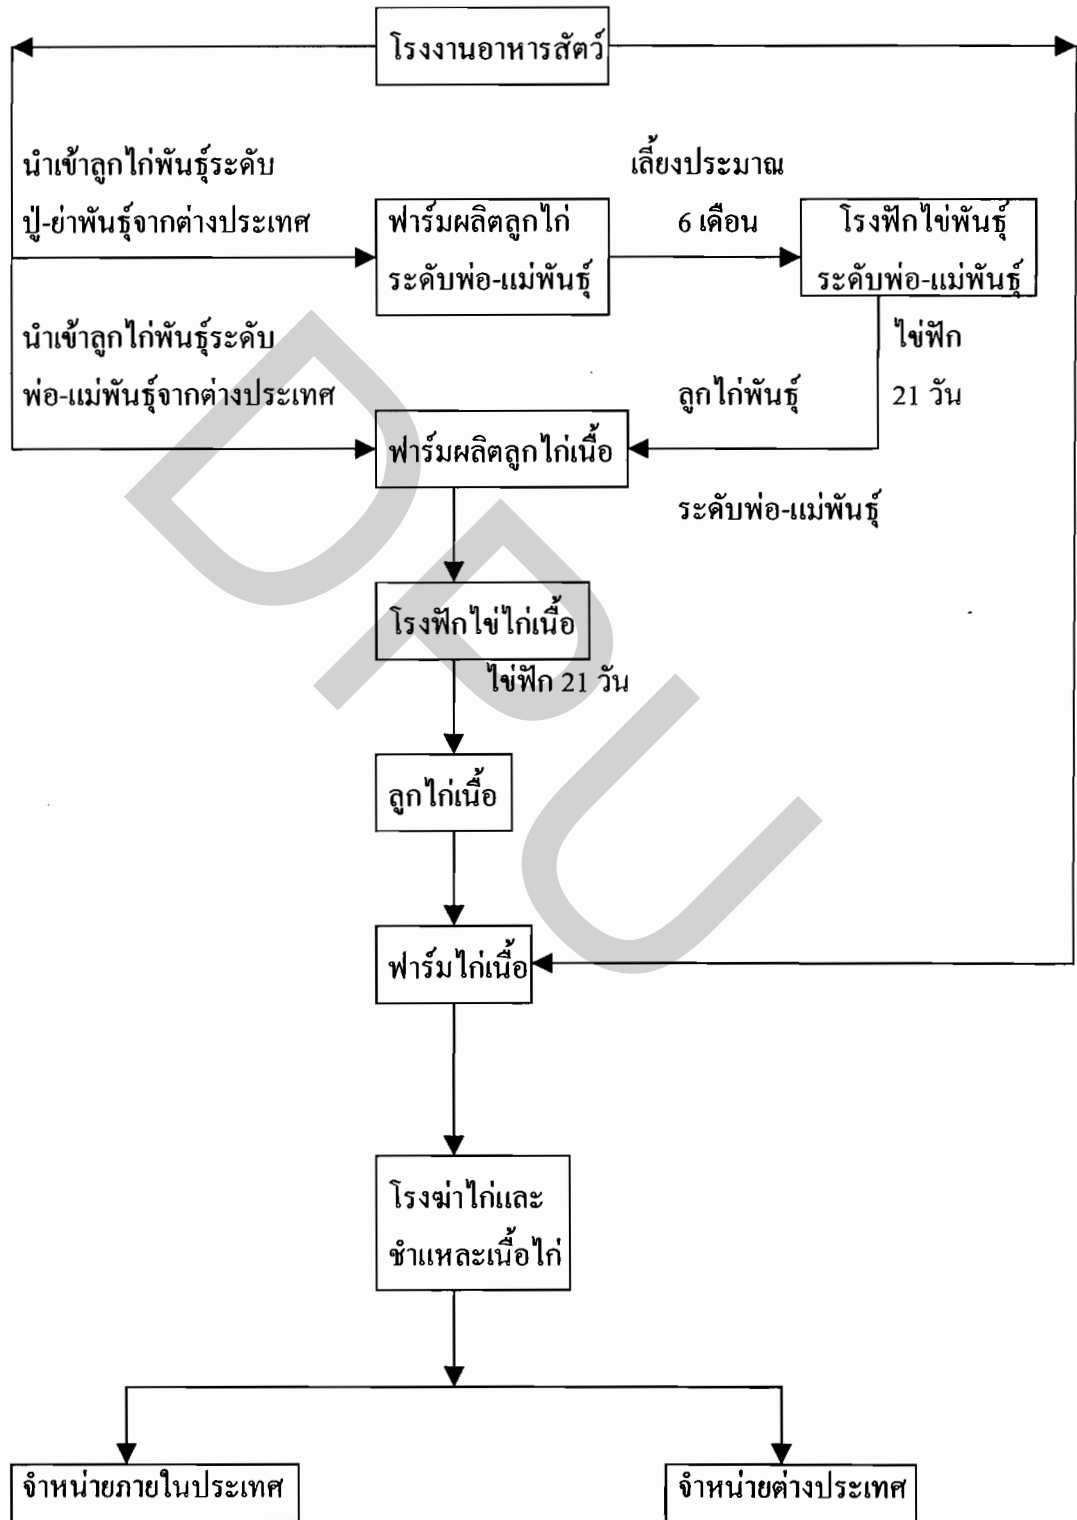 โรงงานอาหารสัตว์
นำเข้าลูกไก่พันธุ์ระดับ
ปู่-ย่าพันธุ์จากต่างประเทศ
ฟาร์มผลิตลูกไก่
ระดับพ่อ-แม่พันธุ์
เลี้ยงประมาณ
6 เดือน
โรงฟักไข่พันธุ์
ระดับพ่อ-แม่พันธุ์
นำเข้าลูกไก่พันธุ์ระดับ
พ่อ-แม่พันธุ์จากต่างประเทศ
ไข่ฟัก
21 วัน
ลูกไก่พันธุ์
ระดับพ่อ-แม่พันธุ์
ฟาร์มผลิตลูกไก่เนื้อ
โรงฟักไข่ไก่เนื้อ
ไข่ฟัก 21 วัน
ลูกไก่เนื้อ
ฟาร์มไก่เนื้อ
โรงฆ่าไก่และ
ชำแหละเนื้อไก่
จำหน่ายภายในประเทศ
จำหน่ายต่างประเทศ
DPU